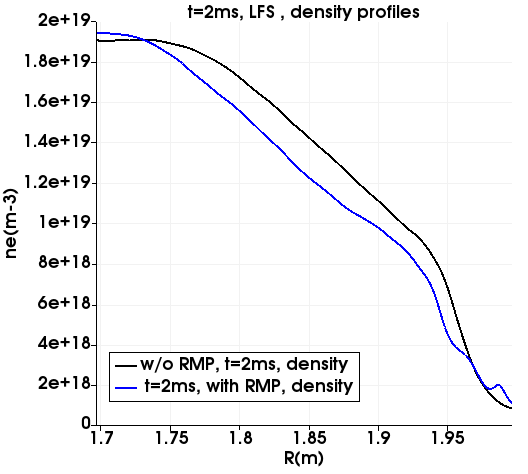 t=2ms, LFS , density profiles
2e+19
1.8e+19
1.6e+19
1.4e+19
1.2e+19
1e+19
8e+18
6e+18
4e+18
2e+18
0
ne(m-3)
w/o RMP, t=2ms, density
t=2ms, with RMP, density
1.7 1.75 1.8 1.85 1.9 1.95
R(m)